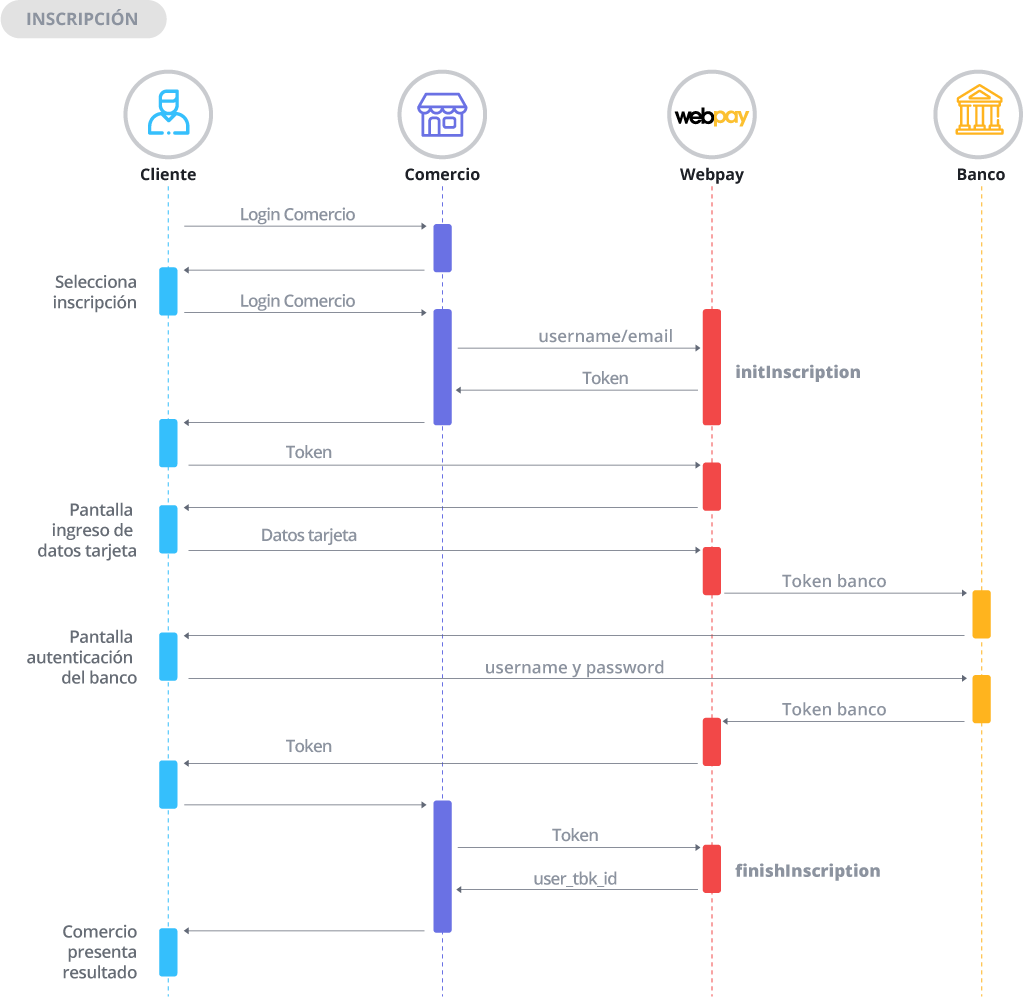 INSCRIPCIÓN
webpay
Cliente
Comercio
Webpay
Banco
Login Comercio
Selecciona
inscripción
Login Comercio
username/email
initInscription
Token
Token
Pantalla
ingreso de
datos tarjeta
Datos tarjeta
Token banco
Pantalla
autenticación
del banco
username y password
Token banco
Token
Token
finishInscription
user_tbk_id
Comercio
presenta
resultado